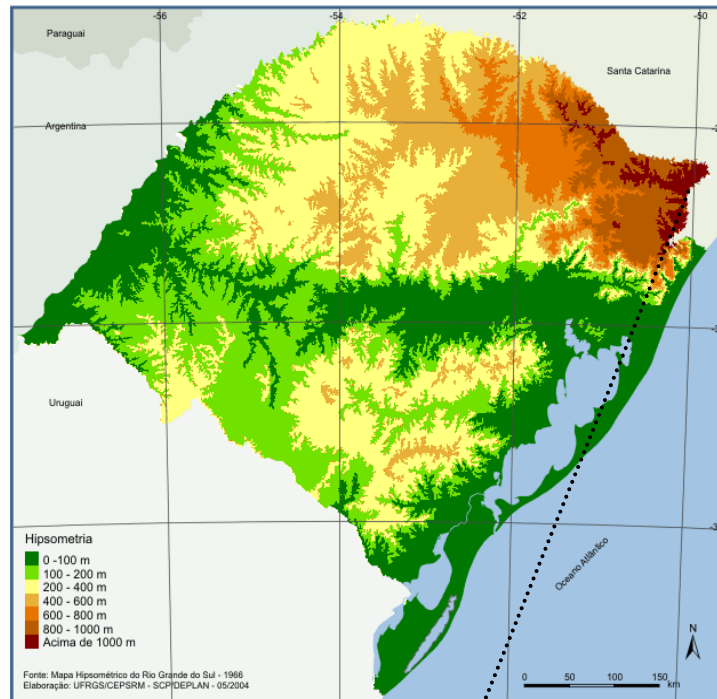 -56
-54
-52
-50
Paraguai
Santa Catarina
Argentina
Uruguai
Oceano Atlântico
Hipsometria
0 -100 m
100 - 200 m
200 - 400 m
400 - 600 m
600 - 800 m
800 - 1000 m
Acima de 1000 m
N
0 50 100 150
km
Fonte: Mapa Hipsométrico do Rio Grande do Sul - 1966
Elaboração: UFRGS/CEPSRM - SCP/DEPLAN - 05/2004